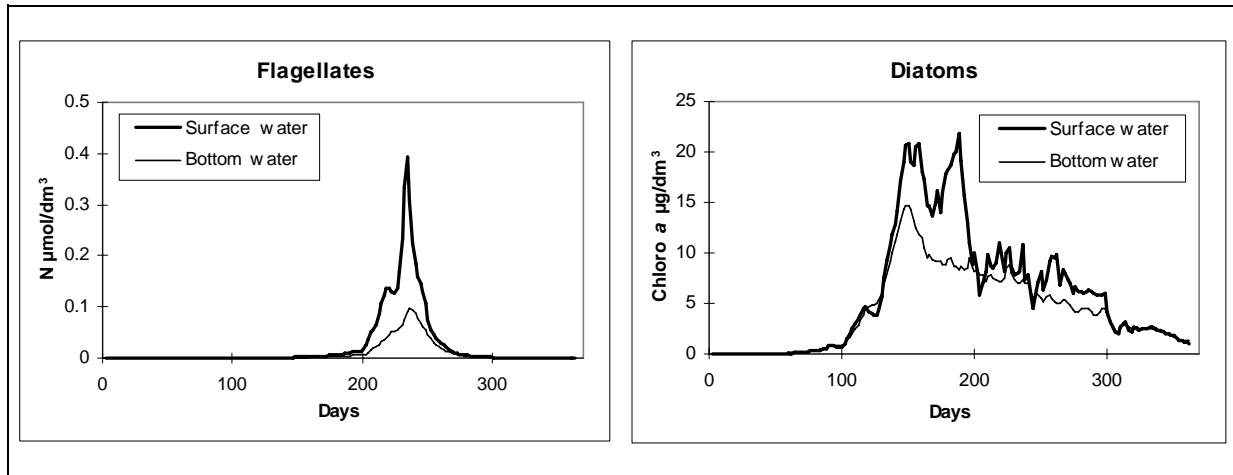 Flagellates
0.5
0.4
0.3
0.2
0.1
0
N µmol/dm³
Surface water
Bottom water
0 100 200 300
Days
Diatoms
25
20
15
10
5
0
Chloro a µg/dm³
Surface water
Bottom water
0 100 200 300
Days